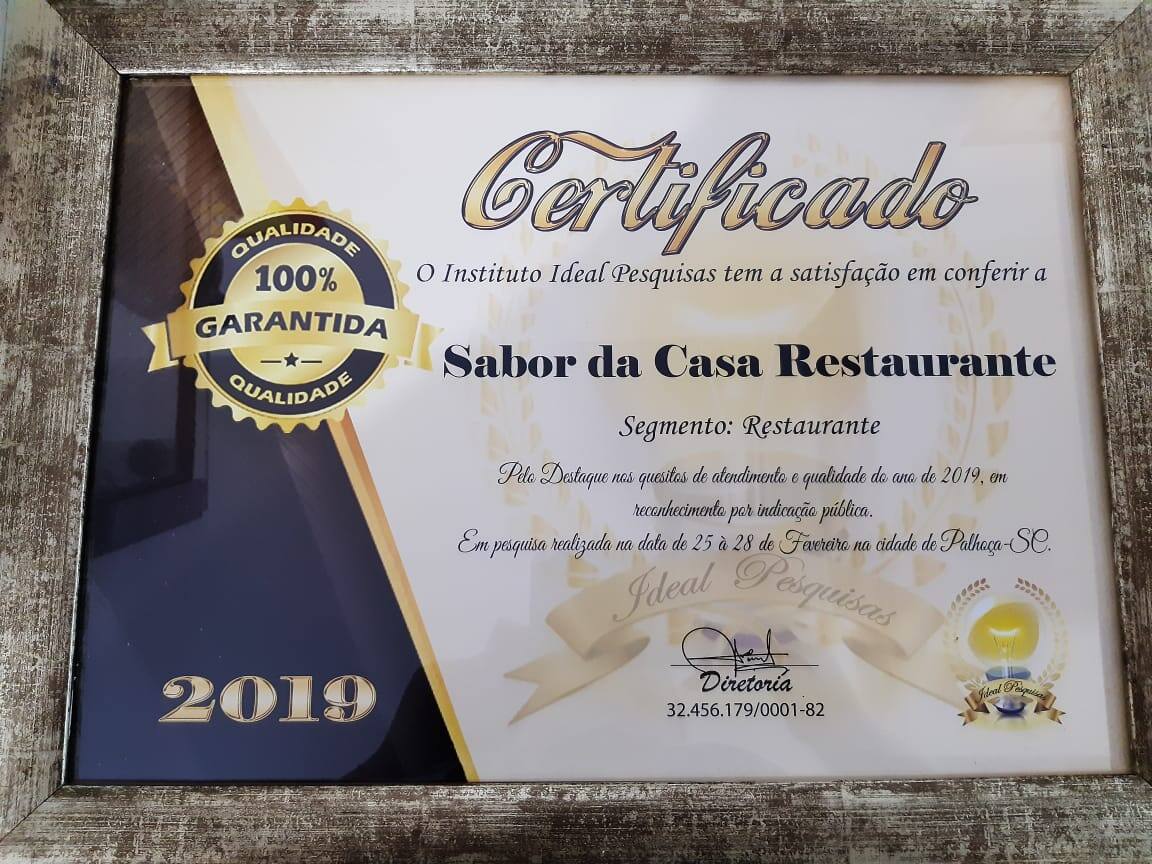 Certificado
O Instituto Ideal Pesquisas tem a satisfação em conferir a
Sabor da Casa Restaurante
Segmento: Restaurante
Pelo Destaque nos quesitos de atendimento e qualidade do ano de 2019, em
reconhecimento por indicação pública.
Em pesquisa realizada na data de 25 à 28 de Fevereiro na cidade de Palhoça-SC.
QUALIDADE
100%
GARANTIDA
QUALIDADE
2019
Ideal Pesquisas
Diretoria
32.456.179/0001-82
Ideal Pesquisas